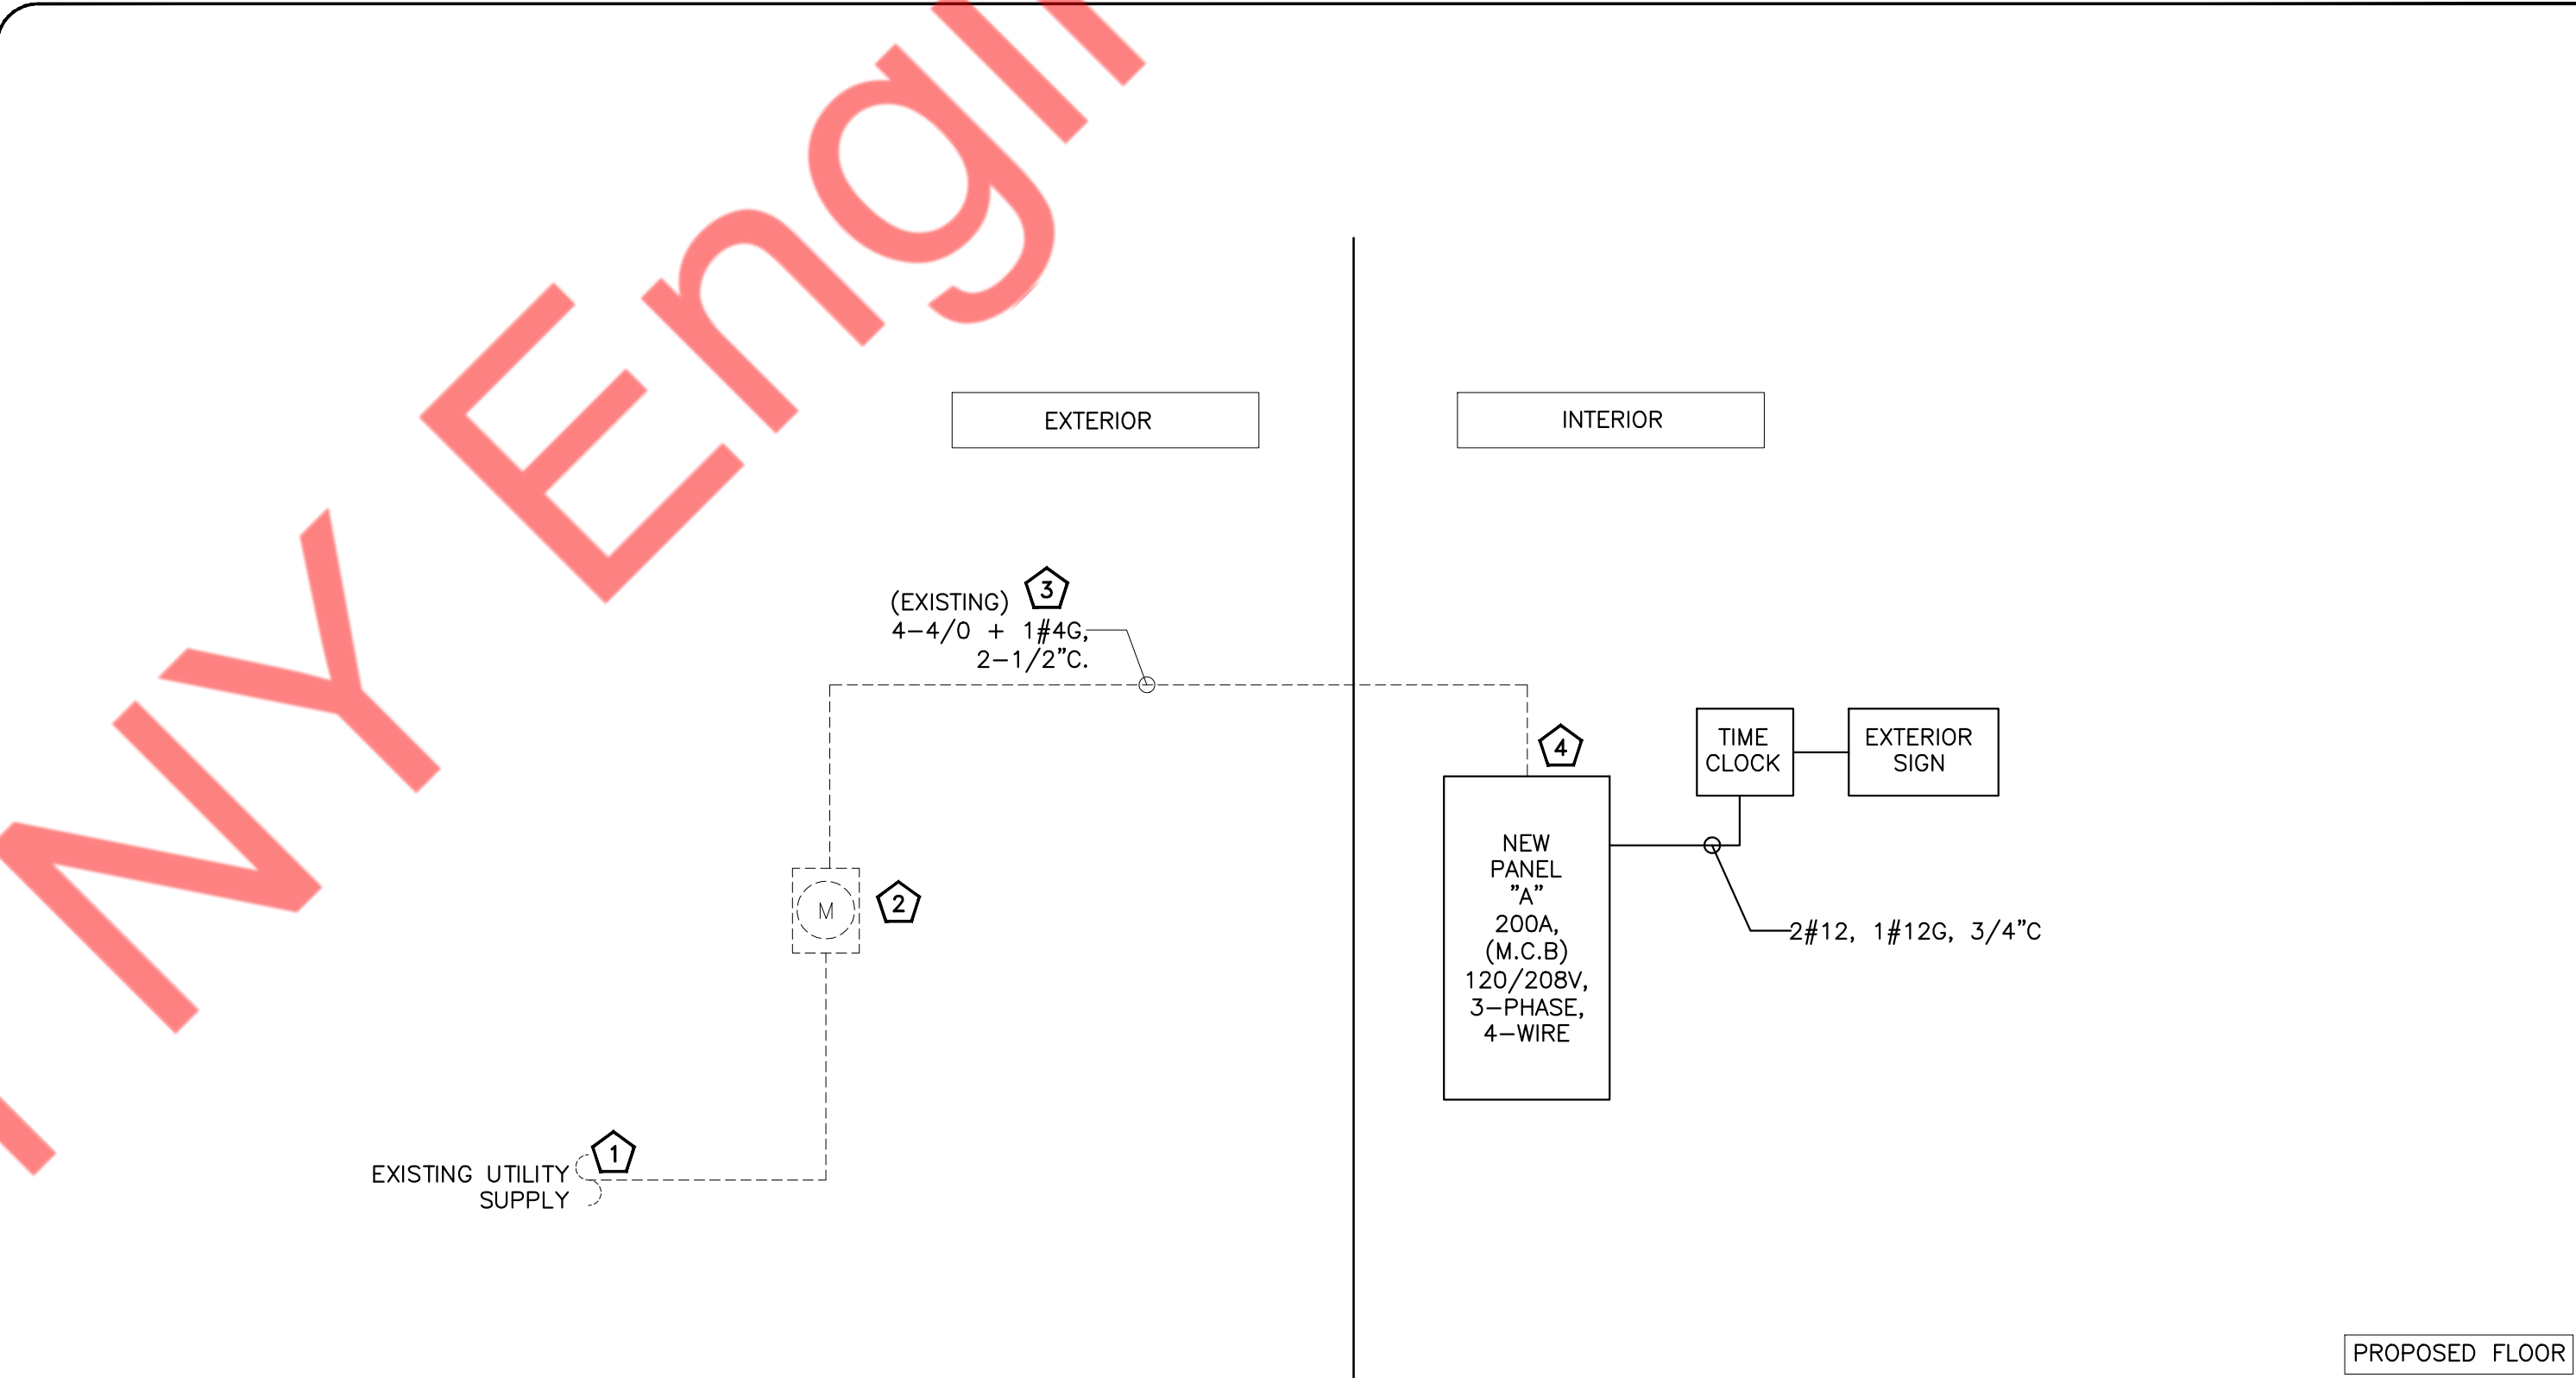 NY Engi
EXTERIOR
INTERIOR
3
(EXISTING)
4-4/0 + 1#4G,
2-1/2"C.
4
TIME
CLOCK
EXTERIOR
SIGN
NEW
PANEL
"A"
200A,
(M.C.B)
120/208V,
3-PHASE,
4-WIRE
M
2
2#12, 1#12G, 3/4"C
1
EXISTING UTILITY
SUPPLY
PROPOSED FLOOR